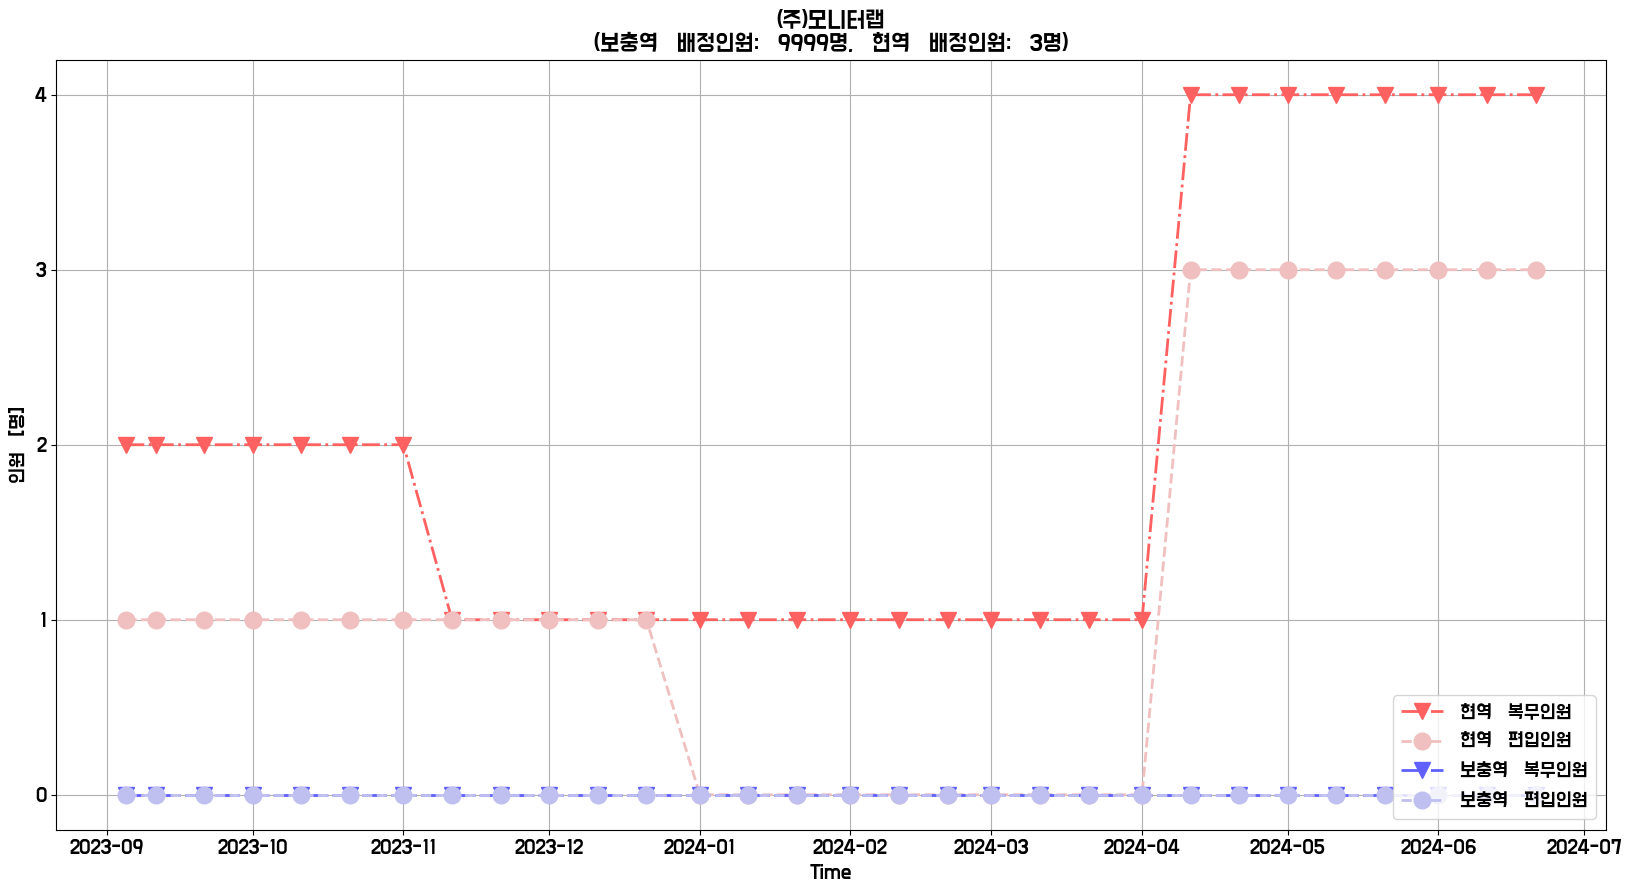 (주)모니터랩
(보충역 배정인원: 9999명, 현역 배정인원: 3명)
4
3
2
1
0
인원 [명]
2023-09 2023-10 2023-11 2023-12 2024-01 2024-02 2024-03 2024-04 2024-05 2024-06 2024-07
Time
현역 복무인원
현역 편입인원
보충역 복무인원
보충역 편입인원